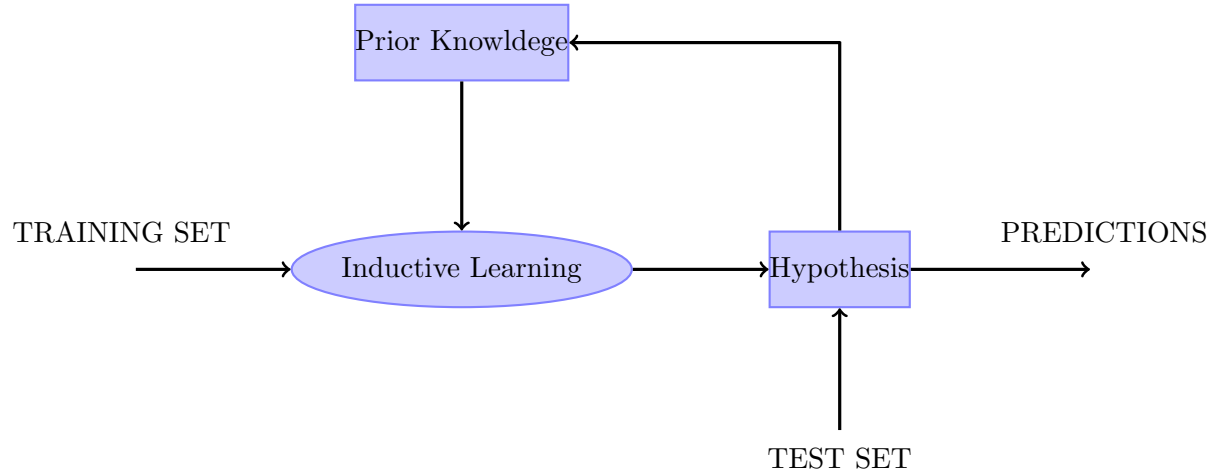 Prior Knowldege
TRAINING SET
PREDICTIONS
Inductive Learning
Hypothesis
TEST SET